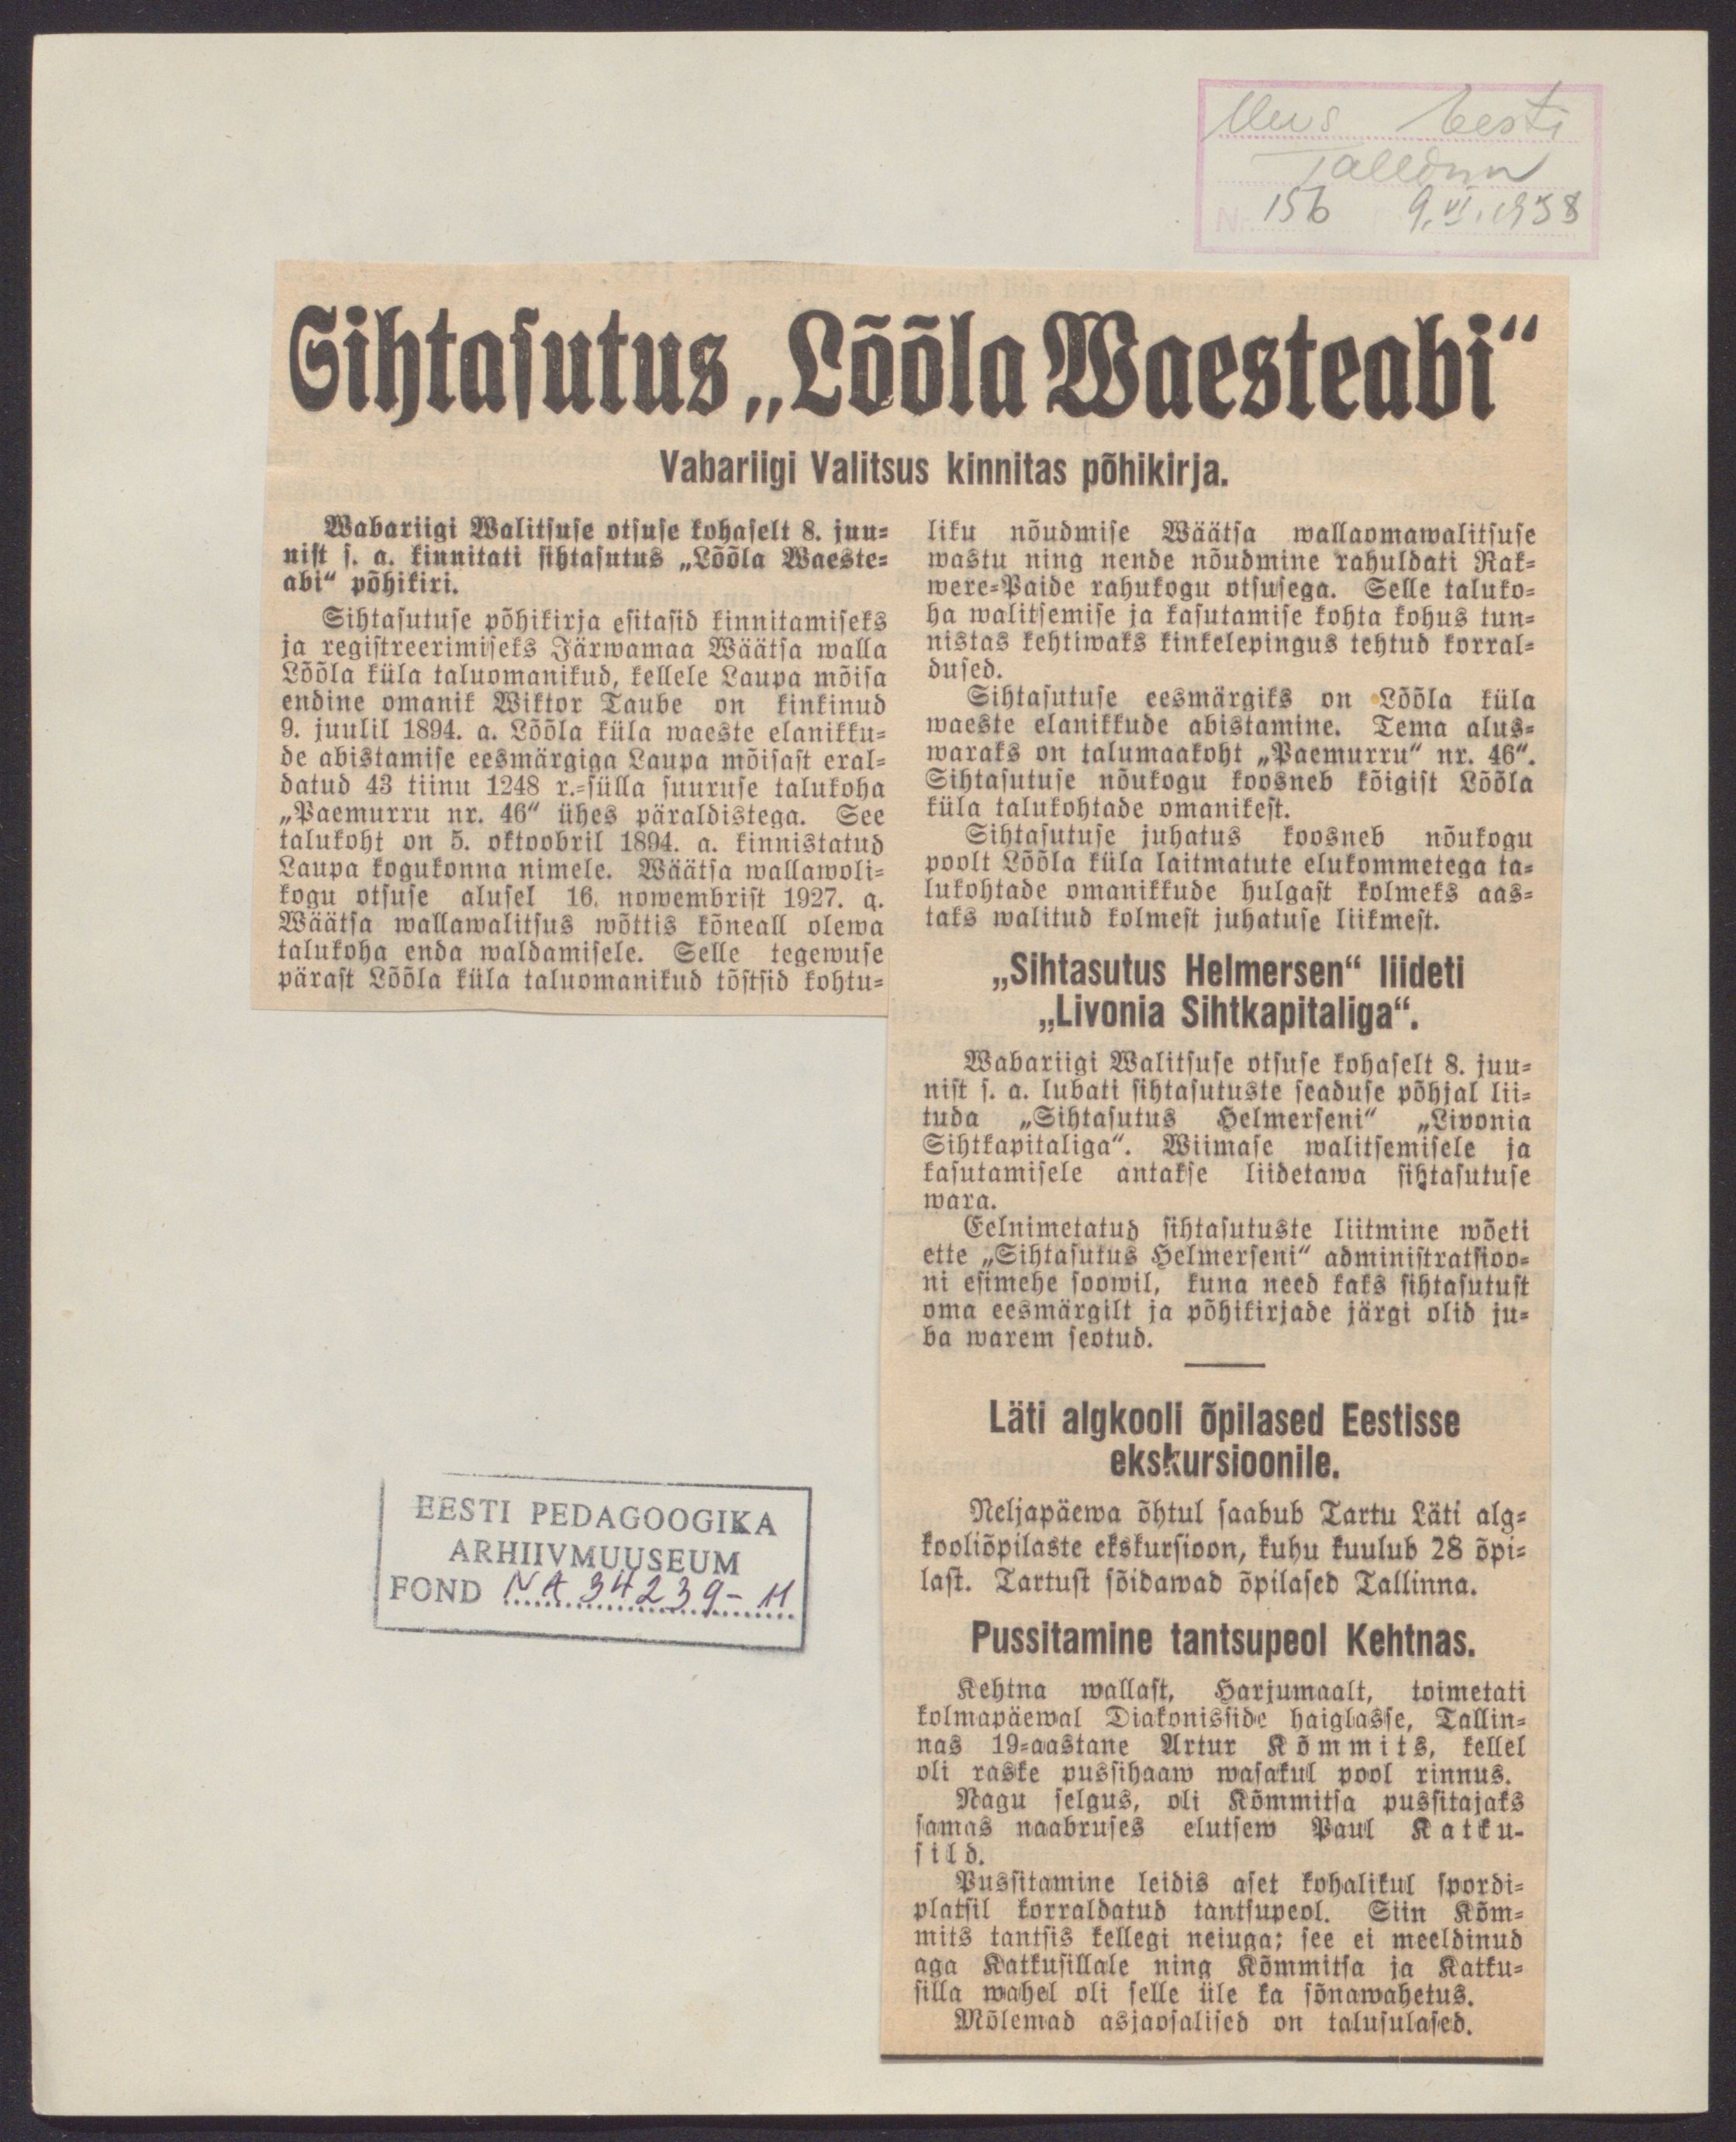 Uus Eesti
Tallinn
Nr. 156 9. VI. 1938
Sihtasutus „Lõõla Waesteabi“
Vabariigi Valitsus kinnitas põhikirja.
Wabariigi Walitsuse otsuse kohaselt 8. juu-
nist s. a. kinnitati sihtasutus „Lõõla Waeste-
abi“ põhikiri.
Sihtasutuse põhikirja esitasid kinnitamiseks
ja registreerimiseks Järwamaa Wäätsa walla
Lõõla küla taluomanikud, kellele Laupa mõisa
endine omanik Wiktor Taube on kinkinud
9. juulil 1894. a. Lõõla küla waeste elanikku-
de abistamise eesmärgiga Laupa mõisast eral-
datud 43 tiinu 1248 r.-sülla suuruse talukoha
„Paemurru nr. 46“ ühes päraldistega. See
talukoht on 5. oktoobril 1894. a. kinnistatud
Laupa kogukonna nimele. Wäätsa wallawoli-
kogu otsuse alusel 16. nowembrist 1927. a.
Wäätsa wallawalitsus wõttis kõneall olewa
talukoha enda waldamisele. Selle tegewuse
pärast Lõõla küla taluomanikud tõstsid kohtu-
liku nõudmise Wäätsa wallaomawalitsuse
wastu ning nende nõudmine rahuldati Rak-
were-Paide rahukogu otsusega. Selle taluko-
ha walitsemise ja kasutamise kohta kohus tun-
nistas kehtiwaks kinkelepingus tehtud korral-
dused.
Sihtasutuse eesmärgiks on Lõõla küla
waeste elanikkude abistamine. Tema alus-
waraks on talumaakoht „Paemurru“ nr. 46“.
Sihtasutuse nõukogu koosneb kõigist Lõõla
küla talukohtade omanikest.
Sihtasutuse juhatus koosneb nõukogu
poolt Lõõla küla laitmatute elukommetega ta-
lukohtade omanikkude hulgast kolmeks aas-
taks walitud kolmest juhatuse liikmest.
„Sihtasutus Helmersen“ liideti
„Livonia Sihtkapitaliga“.
Wabariigi Walitsuse otsuse kohaselt 8. juu-
nist s. a. lubati sihtasutuste seaduse põhjal lii-
tuda „Sihtasutus Helmerseni“ „Livonia
Sihtkapitaliga“. Wiimase walitsemisele ja
kasutamisele antakse liidetawa sihtasutuse
wara.
Eelnimetatud sihtasutuste liitmine wõeti
ette „Sihtasutus Helmerseni“ administratsioo-
ni esimehe soowil, kuna need kaks sihtasutust
oma eesmärgilt ja põhikirjade järgi olid ju-
ba warem seotud.
Läti algkooli õpilased Eestisse
ekskursioonile.
Neljapäewa õhtul saabub Tartu Läti alg-
kooliõpilaste ekskursioon, kuhu kuulub 28 õpi-
last. Tartust sõidawad õpilased Tallinna.
Pussitamine tantsupeol Kehtnas.
Kehtna wallast, Harjumaalt, toimetati
kolmapäewal Diakonisside haiglasse, Tallin-
nas 19-aastane Artur Kõmmits, kellel
oli raske pussihaaw wasakul pool rinnus.
Nagu selgus, oli Kõmmitsa pussitajaks
samas naabruses elutsew Paul Katku-
sild.
Pussitamine leidis aset kohalikul spordi-
platsil korraldatud tantsupeol. Siin Kõm-
mits tantsis kellegi neiuga; see ei meeldinud
aga Katkusillale ning Kõmmitsa ja Katku-
silla wahel oli selle üle ka sõnawahetus.
Mõlemad asjaosalised on talusulased.
EESTI PEDAGOOGIKA
ARHIIVMUUSEUM
FOND NA 34239-11